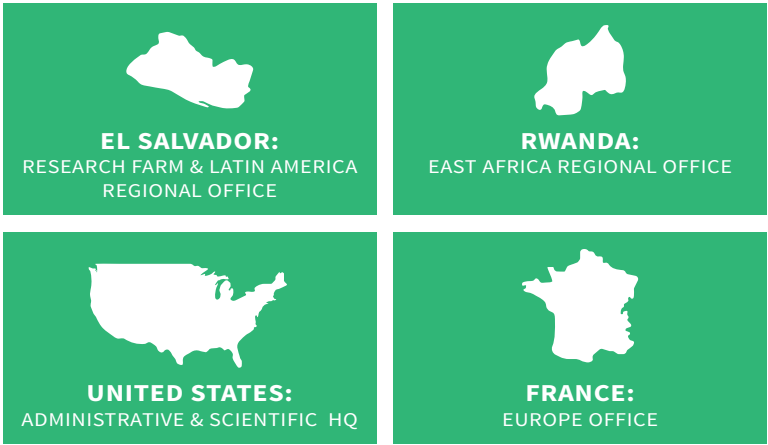 EL SALVADOR:
RESEARCH FARM & LATIN AMERICA
REGIONAL OFFICE
RWANDA:
EAST AFRICA REGIONAL OFFICE
UNITED STATES:
ADMINISTRATIVE & SCIENTIFIC HQ
FRANCE:
EUROPE OFFICE